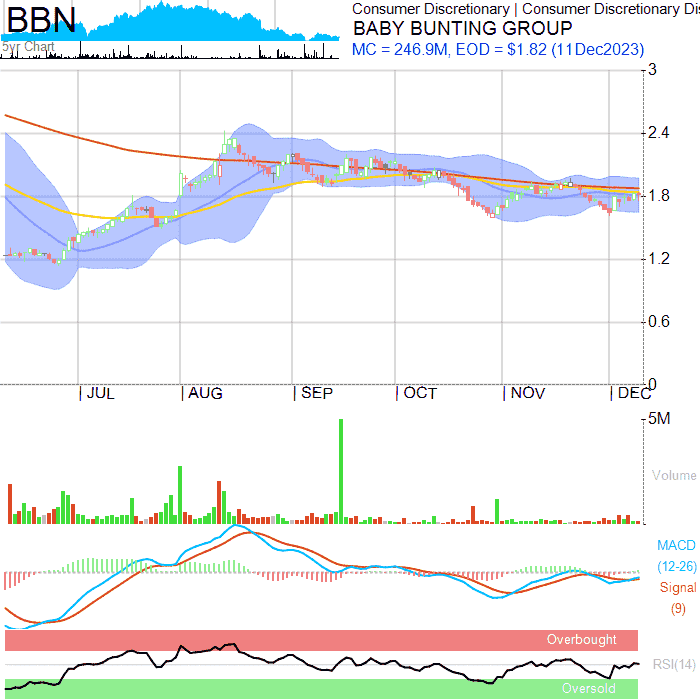 BBN
5yr Chart
Consumer Discretionary | Consumer Discretionary Dis
BABY BUNTING GROUP
MC = 246.9M, EOD = $1.82 (11Dec2023)
3
2.4
1.8
1.2
0.6
0
JUL AUG SEP OCT NOV DEC
5M
Volume
MACD
(12-26)
Signal
(9)
Overbought
RSI(14)
Oversold